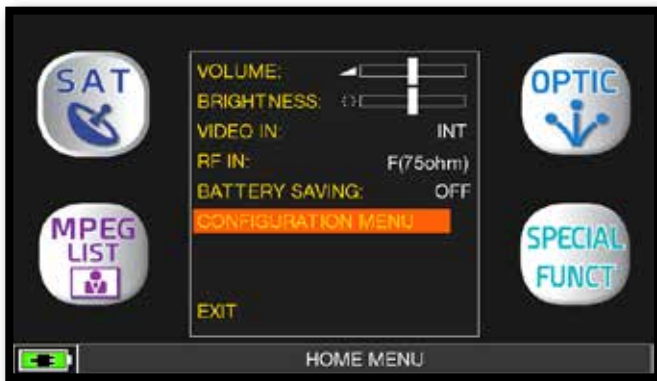 SAT
MPEG
LIST
VOLUME:
BRIGHTNESS:
VIDEO IN: INT
RF IN: F(75ohm)
BATTERY SAVING: OFF
CONFIGURATION MENU
EXIT
OPTIC
SPECIAL
FUNCT
HOME MENU